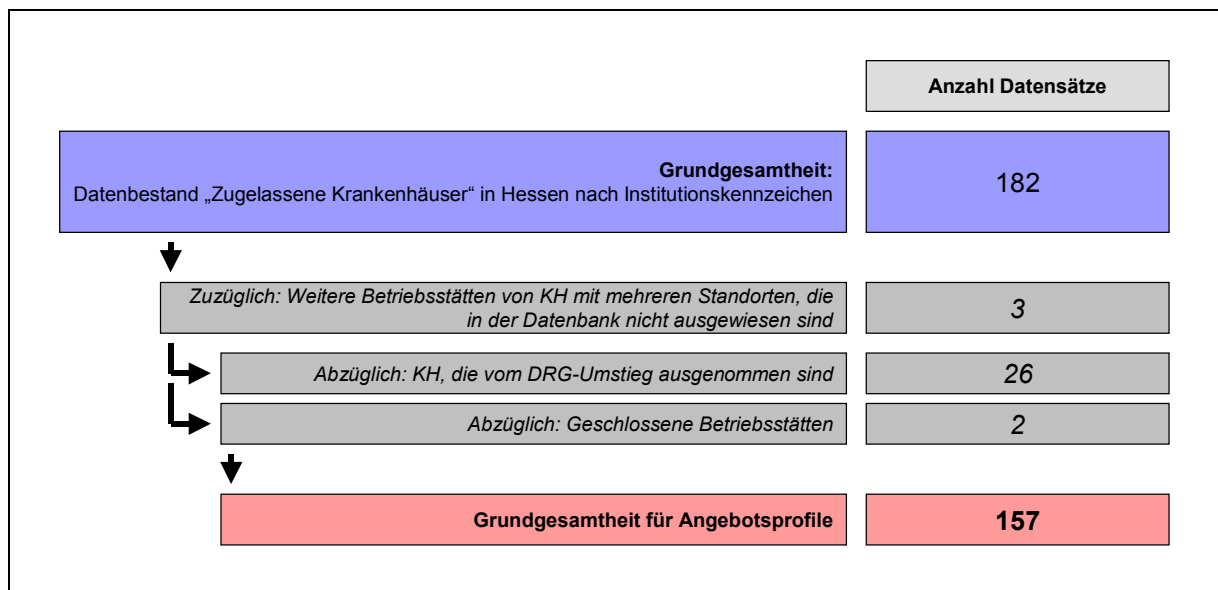 Anzahl Datensätze
Grundgesamtheit:
Datenbestand „Zugelassene Krankenhäuser“ in Hessen nach Institutionskennzeichen
182
Zuzüglich: Weitere Betriebsstätten von KH mit mehreren Standorten, die
in der Datenbank nicht ausgewiesen sind
3
Abzüglich: KH, die vom DRG-Umstieg ausgenommen sind
26
Abzüglich: Geschlossene Betriebsstätten
2
Grundgesamtheit für Angebotsprofile
157